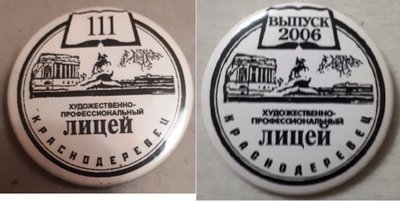 111
ХУДОЖЕСТВЕННО-
ПРОФЕССИОНАЛЬНЫЙ
ЛИЦЕЙ
КРАСНОДЕРЕВЕЦ
ВЫПУСК
2006
ХУДОЖЕСТВЕННО-
ПРОФЕССИОНАЛЬНЫЙ
ЛИЦЕЙ
КРАСНОДЕРЕВЕЦ